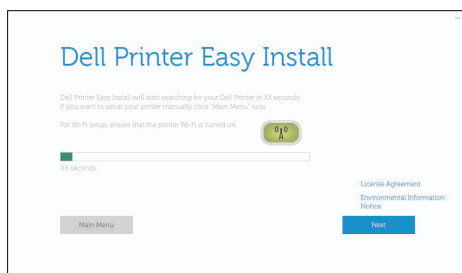 Dell Printer Easy Install
Dell Printer Easy Install will start searching for your Dell Printer in XX seconds.
If you want to setup your printer manually, click "Main Menu" now.
For Wi-Fi setup, ensure that the printer Wi-Fi is turned on.
XX seconds
License Agreement
Environmental Information
Notice
Main Menu
Next